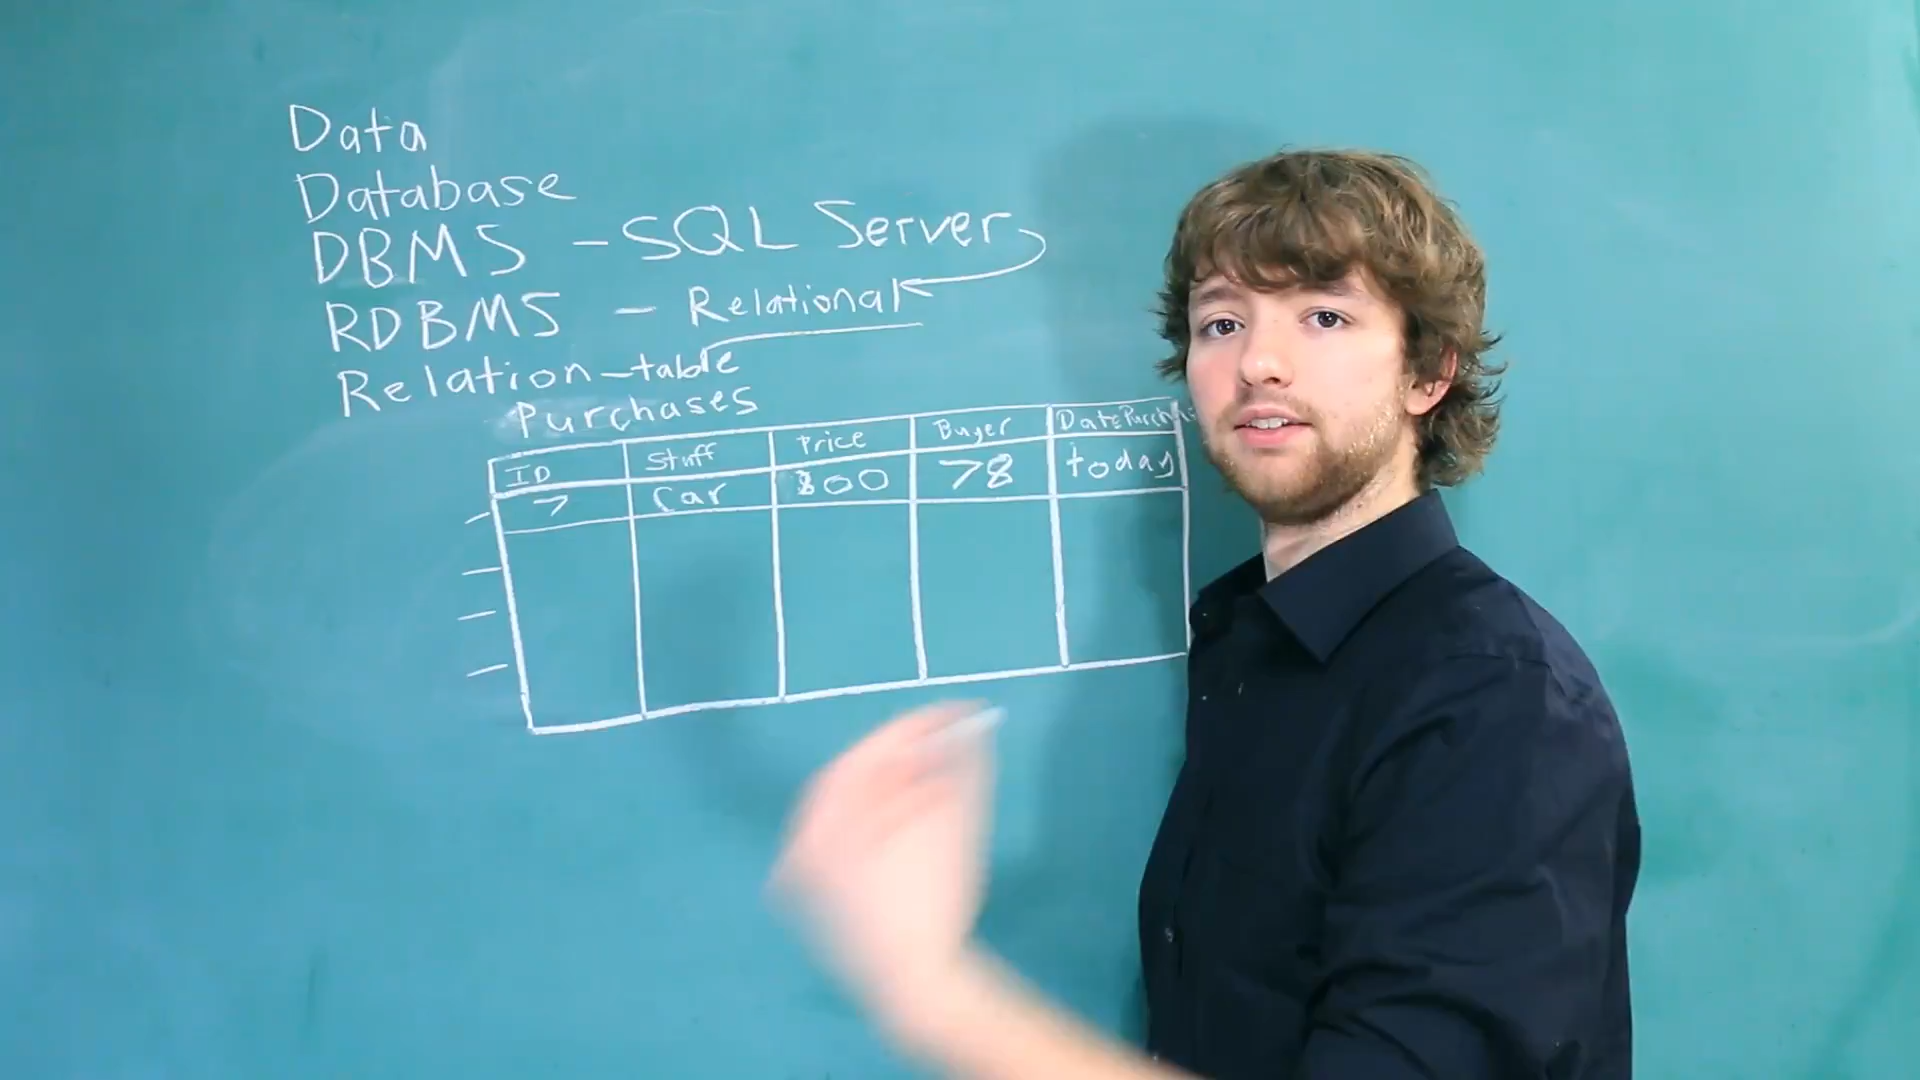 Data
Database
DBMS - SQL Server
RDBMS - Relational
Relation - table
Purchases
ID Stuff Price Buyer DatePurch
7 Car 800 78 today